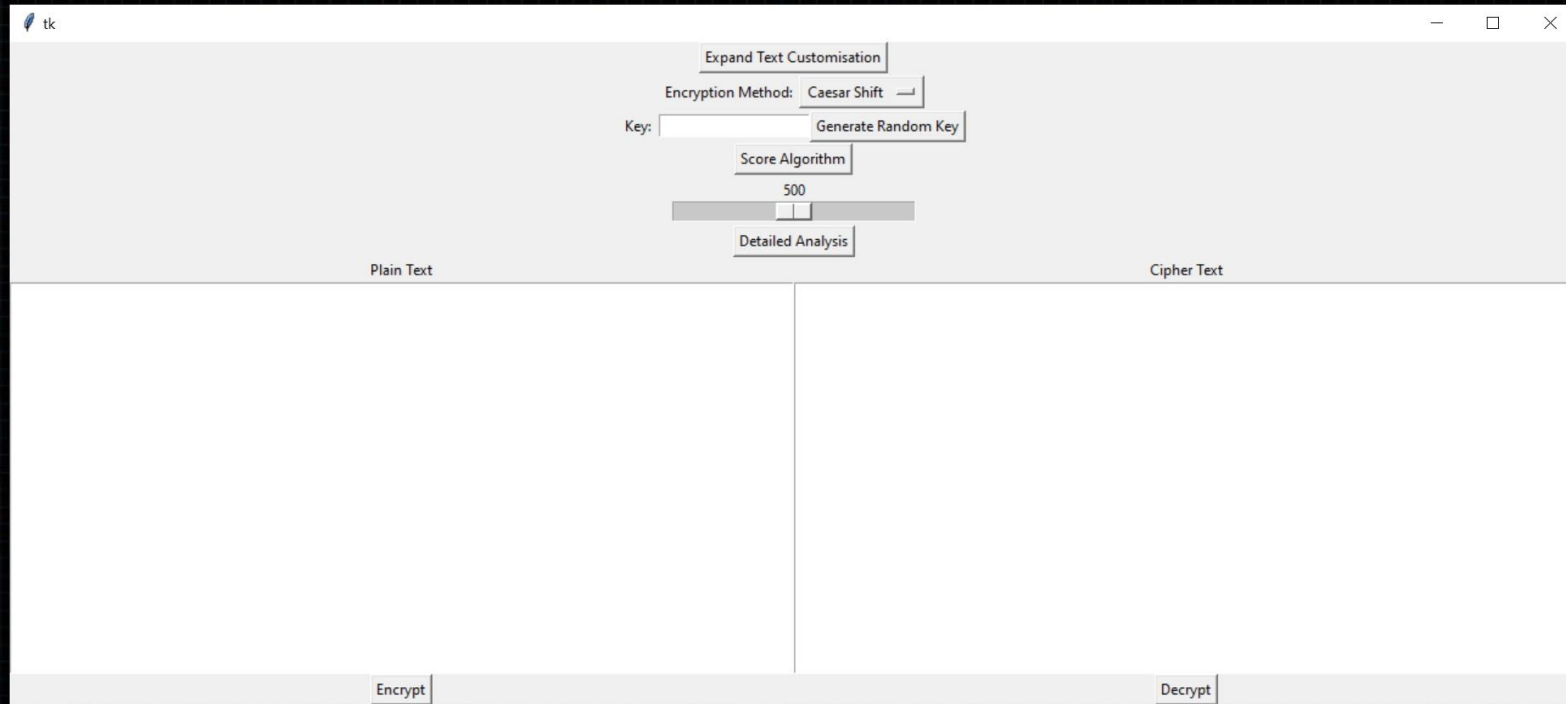 tk
Expand Text Customisation
Encryption Method: Caesar Shift
Key: Generate Random Key
Score Algorithm
500
Detailed Analysis
Plain Text Cipher Text
Encrypt Decrypt